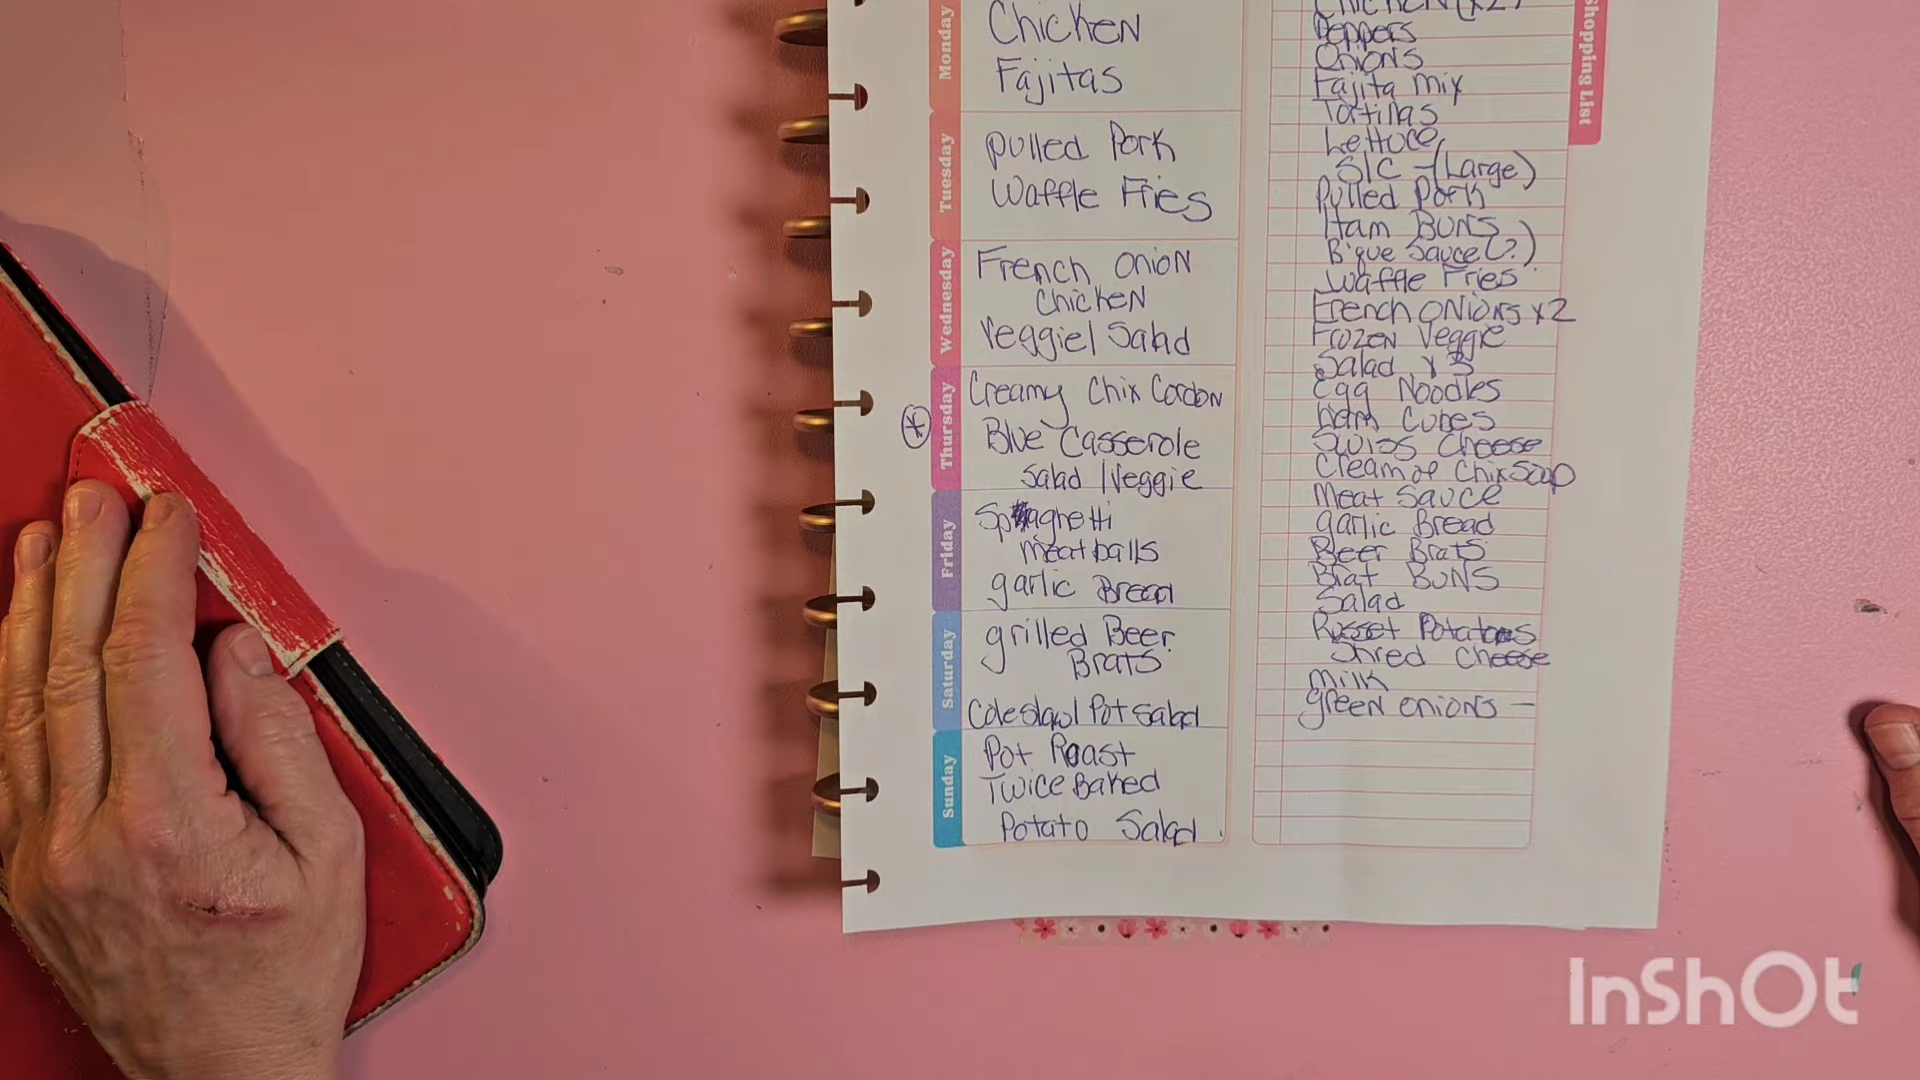 Monday
Chicken
Fajitas
Tuesday
Pulled Pork
Waffle Fries
Wednesday
French Onion
Chicken
Veggie/ Salad
Thursday
Creamy Chix Cordon
Blue Casserole
Salad / Veggie
Friday
Spaghetti
meatballs
garlic Bread
Saturday
grilled Beer
Brats
Coleslaw/ Pot Salad
Sunday
Pot Roast
Twice Baked
Potato Salad
Shopping List
Chicken (x2)
Peppers
Onions
Fajita Mix
Tortillas
Lettuce
S/C - (Large)
Pulled Pork
Ham Buns
B'que Sauce (?)
Waffle Fries
French Onions x2
Frozen Veggie
Salad x 3
Egg Noodles
Ham Cubes
Swiss Cheese
Cream of Chix Soup
Meat Sauce
garlic Bread
Beer Brats
Brat Buns
Salad
Russet Potatoes
Shred Cheese
Milk
green onions -
InShOt